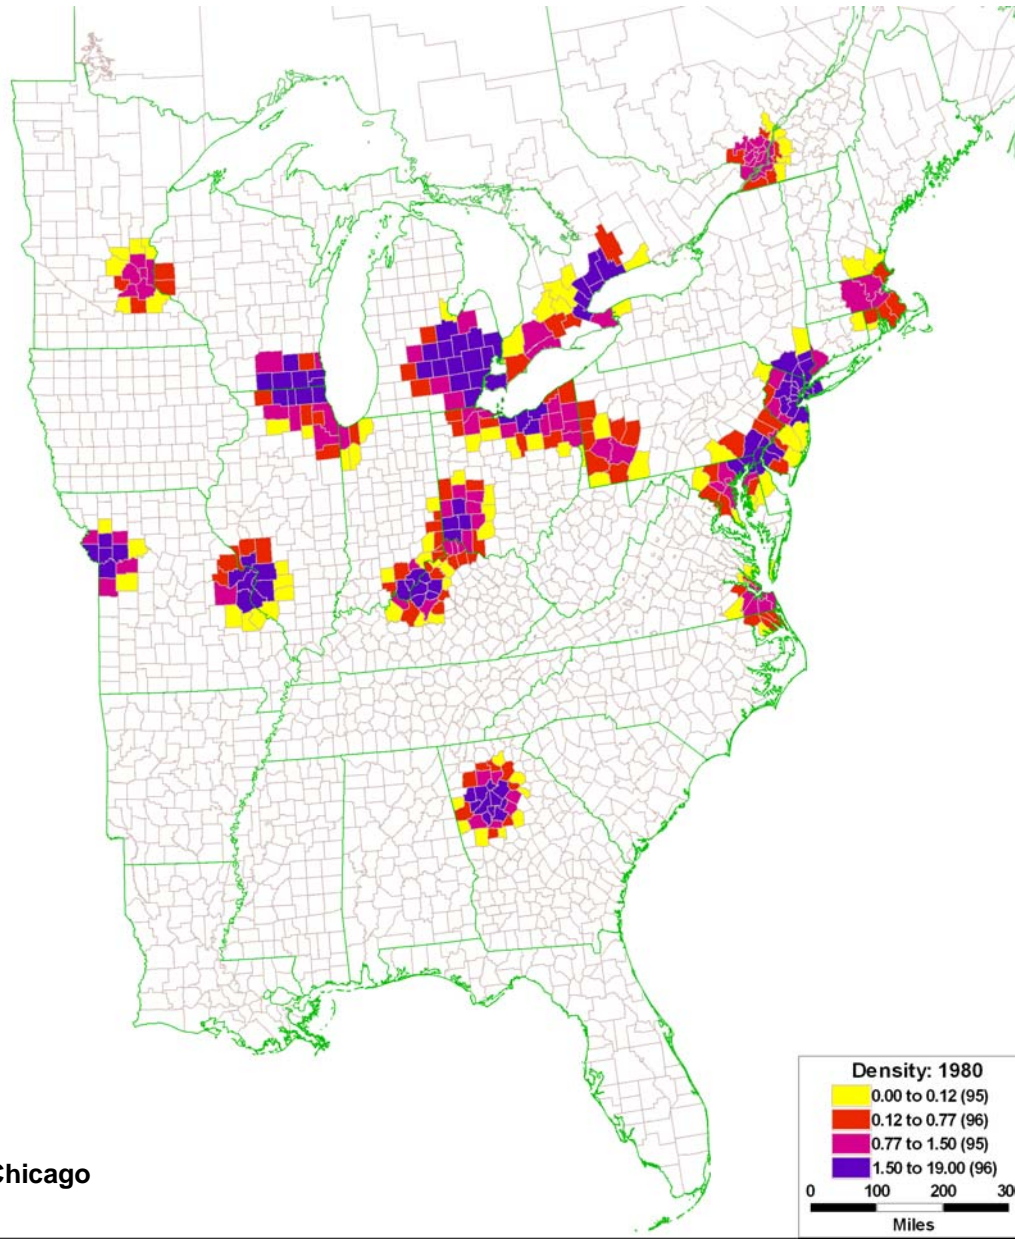 Density: 1980
0.00 to 0.12 (95)
0.12 to 0.77 (96)
0.77 to 1.50 (95)
1.50 to 19.00 (96)
Chicago
0 100 200 300
Miles